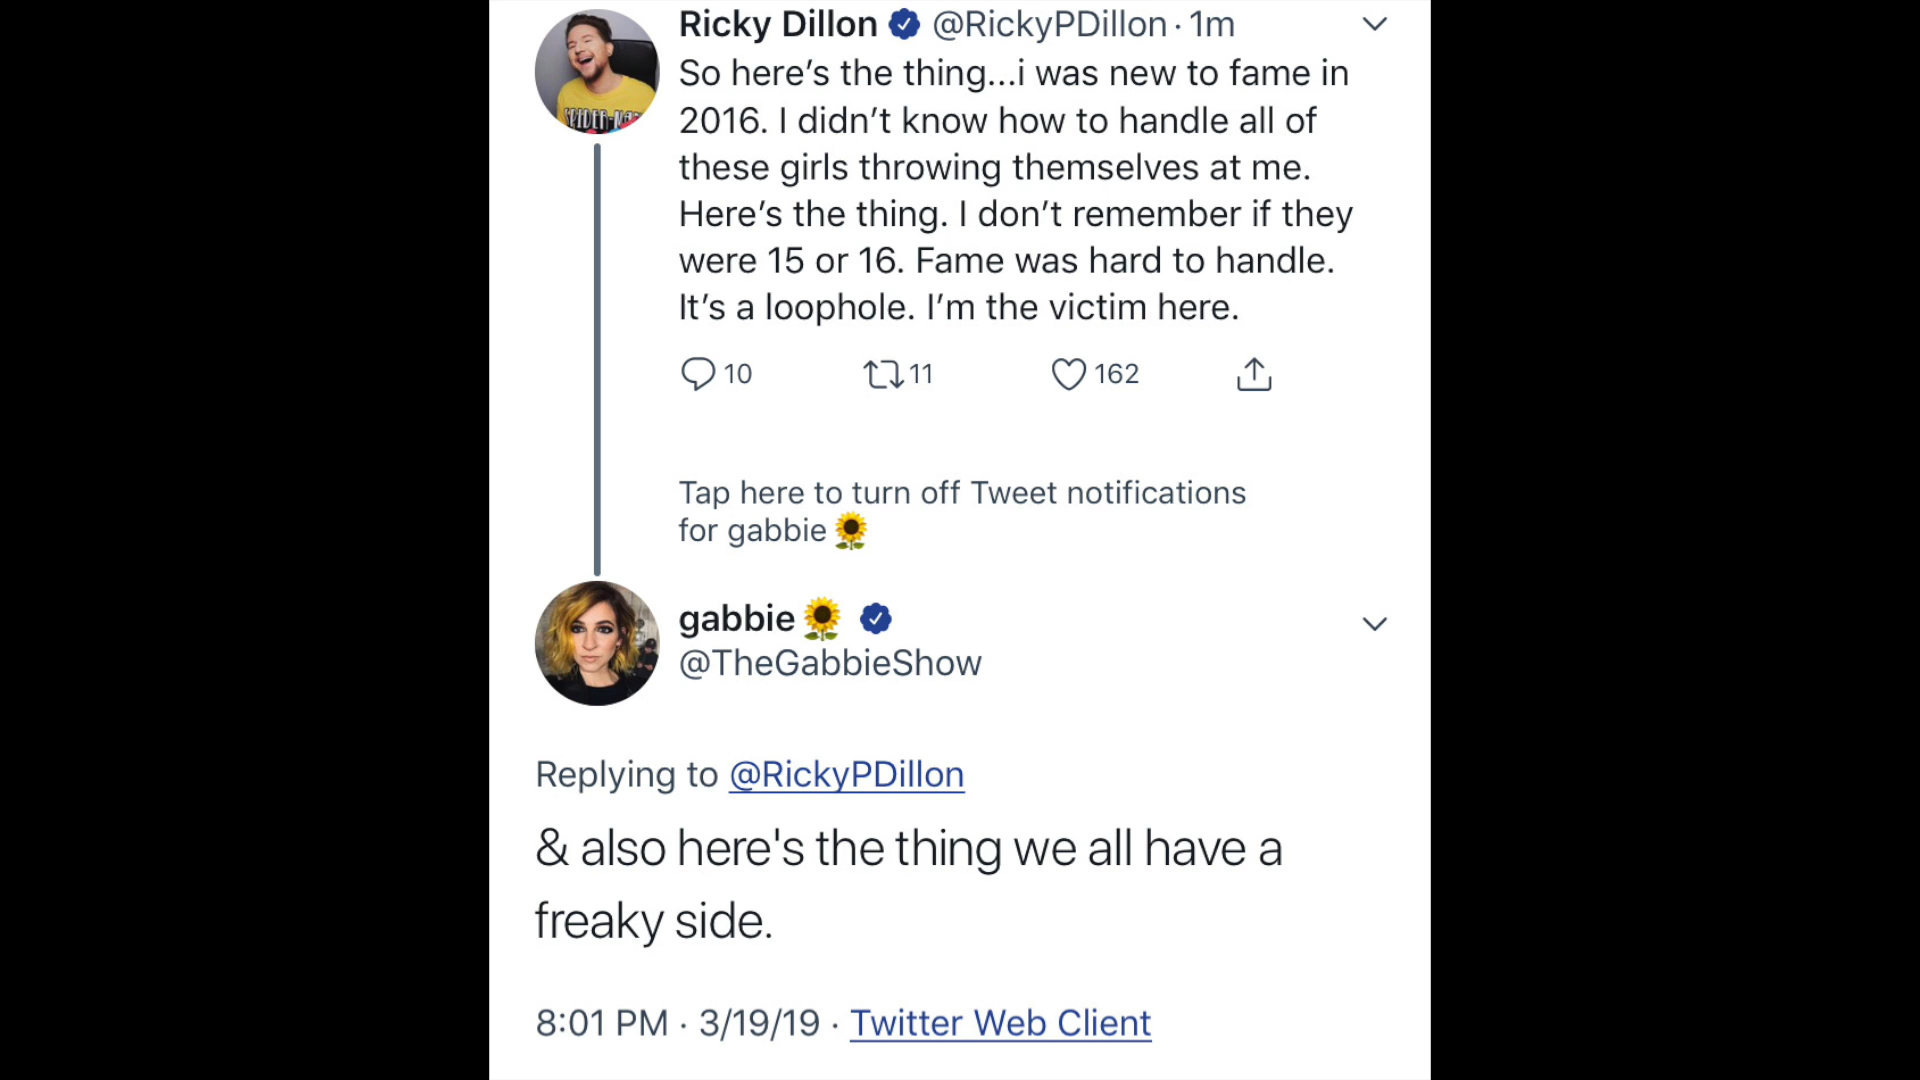 Ricky Dillon @RickyPDillon · 1m
So here's the thing...i was new to fame in
2016. I didn't know how to handle all of
these girls throwing themselves at me.
Here's the thing. I don't remember if they
were 15 or 16. Fame was hard to handle.
It's a loophole. I'm the victim here.
10 11 162
Tap here to turn off Tweet notifications
for gabbie🌻
gabbie🌻
@TheGabbieShow
Replying to @RickyPDillon
& also here's the thing we all have a
freaky side.
8:01 PM · 3/19/19 · Twitter Web Client